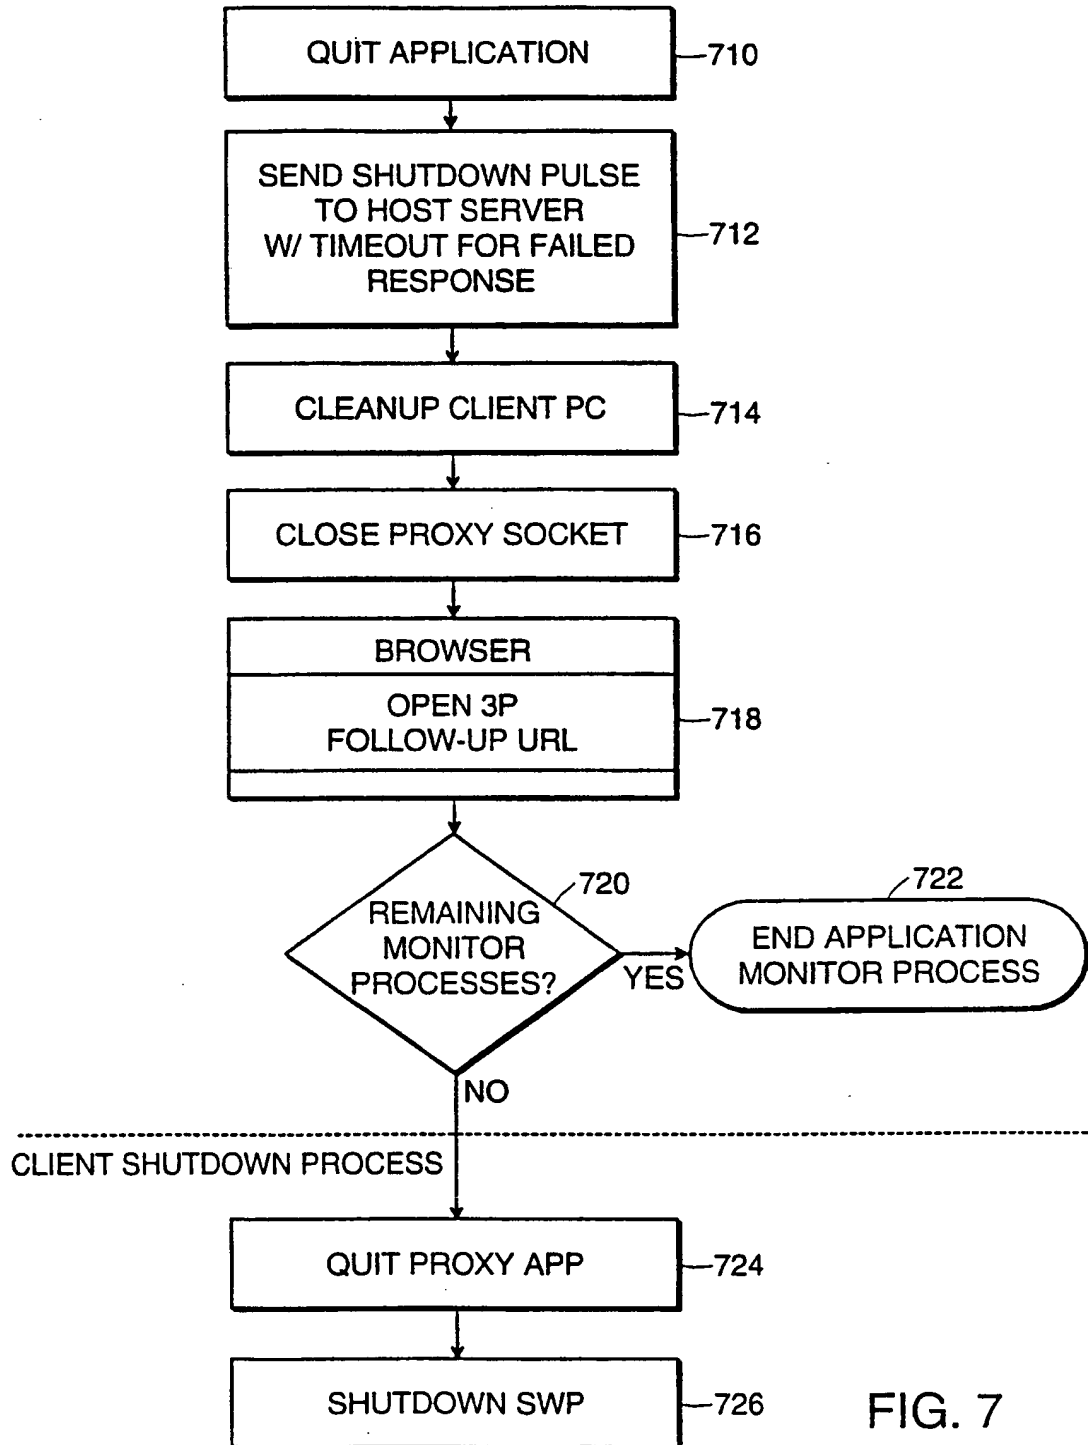 QUIT APPLICATION
710
SEND SHUTDOWN PULSE
TO HOST SERVER
W/ TIMEOUT FOR FAILED
RESPONSE
712
CLEANUP CLIENT PC
714
CLOSE PROXY SOCKET
716
BROWSER
OPEN 3P
FOLLOW-UP URL
718
720
REMAINING
MONITOR
PROCESSES?
YES
722
END APPLICATION
MONITOR PROCESS
NO
CLIENT SHUTDOWN PROCESS
QUIT PROXY APP
724
SHUTDOWN SWP
726
FIG. 7